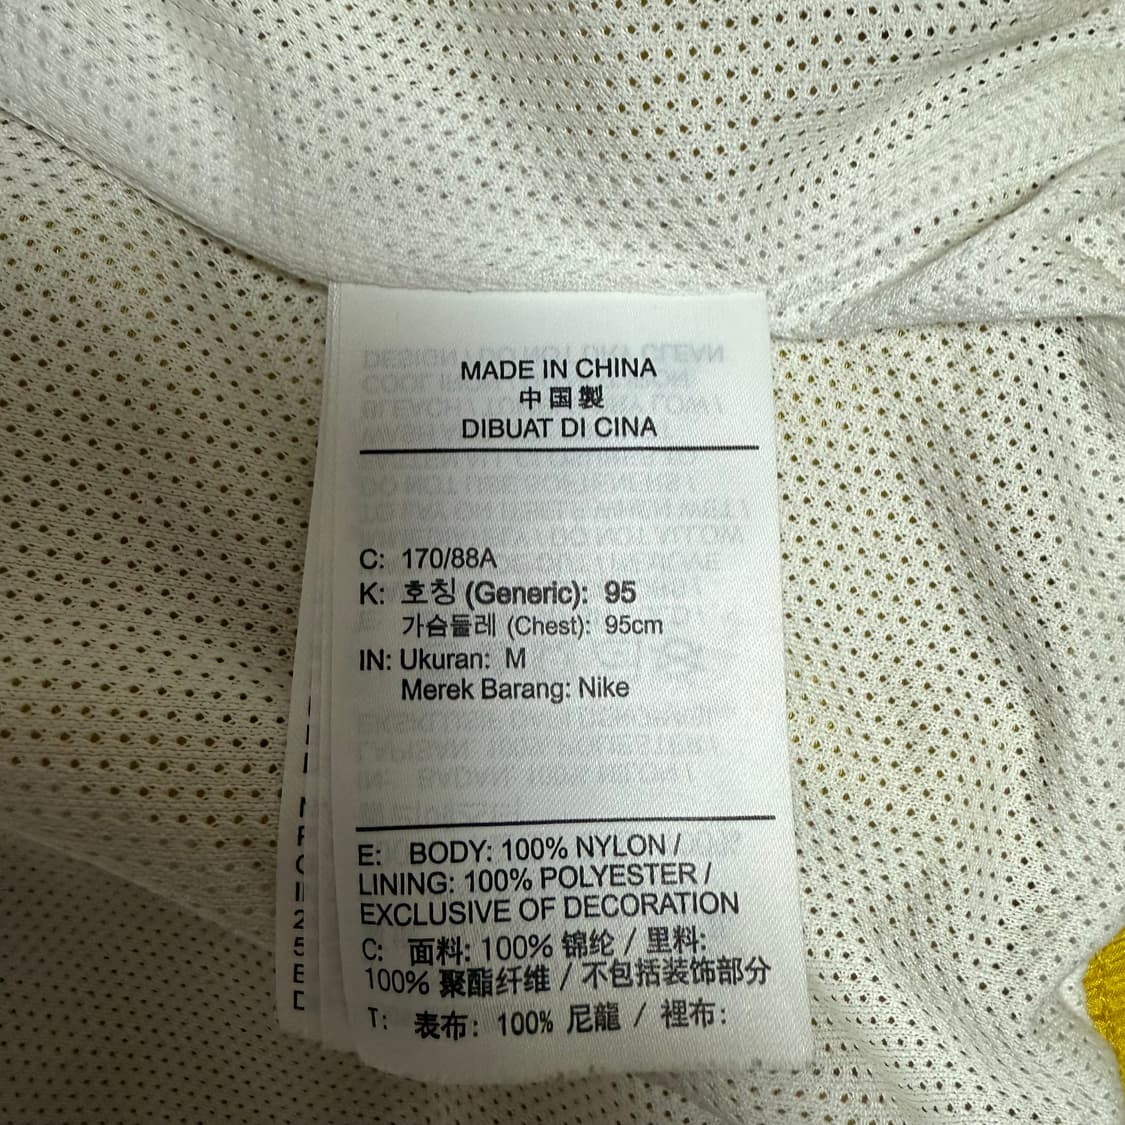 MADE IN CHINA
中国製
DIBUAT DI CINA
C: 170/88A
K: 호칭 (Generic): 95
가슴둘레 (Chest): 95cm
IN: Ukuran: M
Merek Barang: Nike
E: BODY: 100% NYLON /
LINING: 100% POLYESTER /
EXCLUSIVE OF DECORATION
C: 面料: 100% 锦纶 / 里料:
100% 聚酯纤维 / 不包括装饰部分
T: 表布: 100% 尼龍 / 裡布: